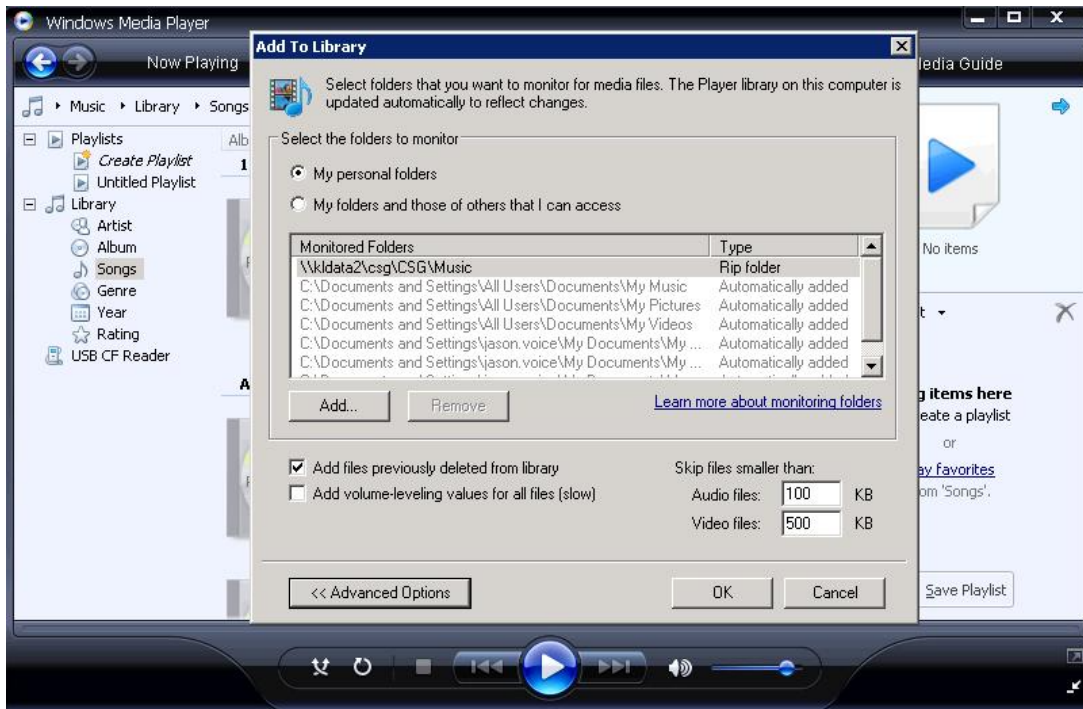 Windows Media Player
Now Playing
Media Guide
Music Library Songs
Playlists
Create Playlist
Untitled Playlist
Library
Artist
Album
Songs
Genre
Year
Rating
USB CF Reader
Alb
1
A
Add To Library
Select folders that you want to monitor for media files. The Player library on this computer is
updated automatically to reflect changes.
Select the folders to monitor
My personal folders
My folders and those of others that I can access
Monitored Folders Type
\\kldata2\csg\CSG\Music Rip folder
C:\Documents and Settings\All Users\Documents\My Music Automatically added
C:\Documents and Settings\All Users\Documents\My Pictures Automatically added
C:\Documents and Settings\All Users\Documents\My Videos Automatically added
C:\Documents and Settings\jason.voice\My Documents\My ... Automatically added
C:\Documents and Settings\jason.voice\My Documents\My ... Automatically added
Add... Remove Learn more about monitoring folders
Add files previously deleted from library
Add volume-leveling values for all files (slow)
Skip files smaller than:
Audio files: 100 KB
Video files: 500 KB
<< Advanced Options OK Cancel
No items
t
g items here
eate a playlist
or
ay favorites
om 'Songs'.
Save Playlist